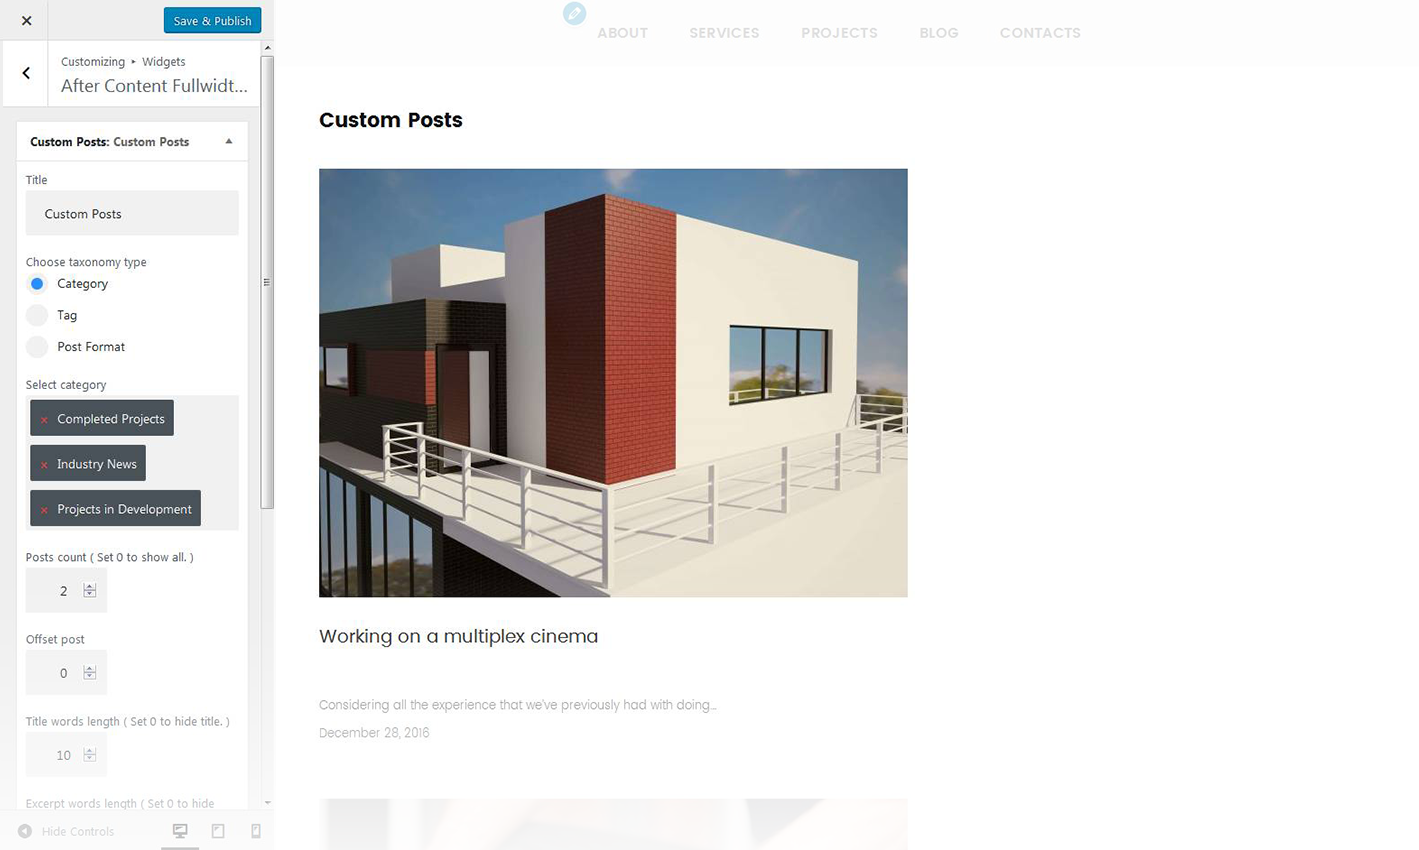 Save & Publish
Customizing ▸ Widgets
After Content Fullwidt...
Custom Posts: Custom Posts
Title
Custom Posts
Choose taxonomy type
Category
Tag
Post Format
Select category
× Completed Projects
× Industry News
× Projects in Development
Posts count ( Set 0 to show all. )
2
Offset post
0
Title words length ( Set 0 to hide title. )
10
Excerpt words length ( Set 0 to hide
Hide Controls
ABOUT SERVICES PROJECTS BLOG CONTACTS
Custom Posts
Working on a multiplex cinema
Considering all the experience that we've previously had with doing...
December 28, 2016